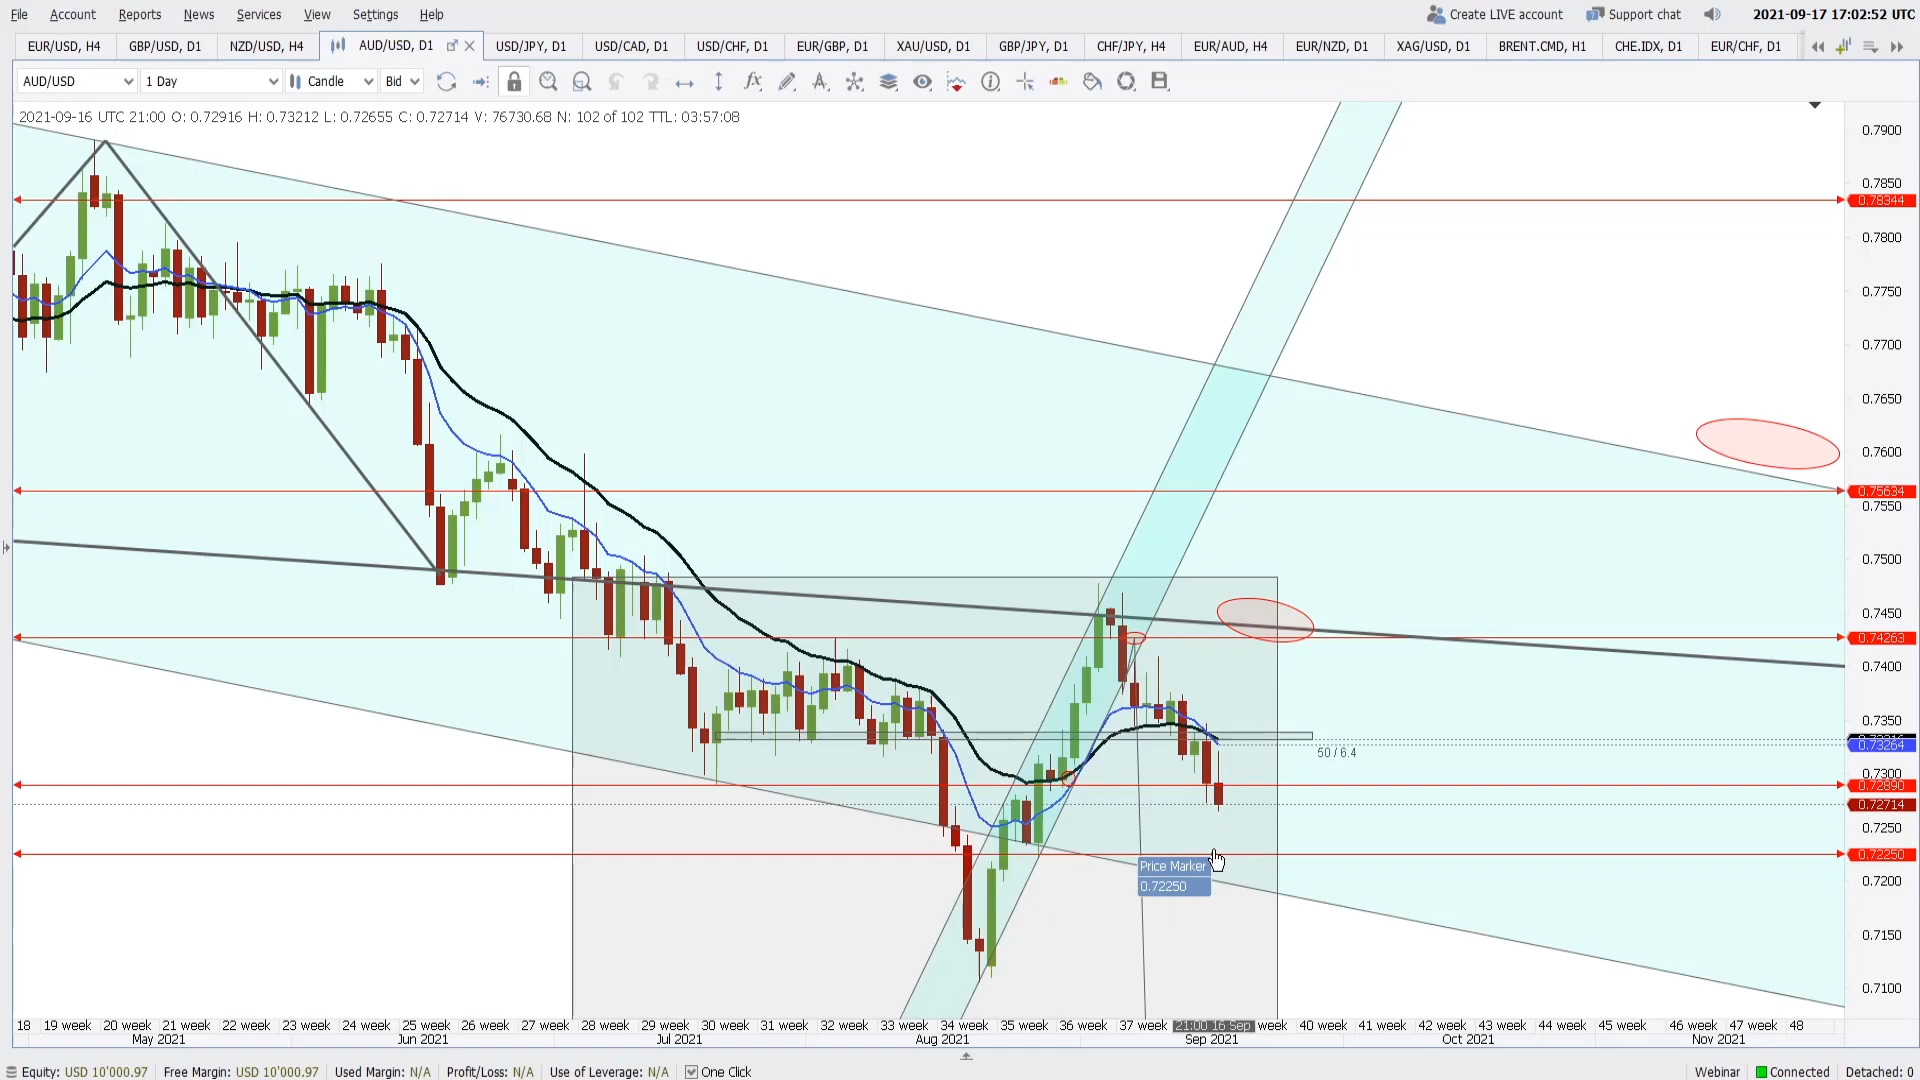 File Account Reports News Services View Settings Help Create LIVE account Support chat 2021-09-17 17:02:52 UTC
EUR/USD, H4 GBP/USD, D1 NZD/USD, H4 AUD/USD, D1 USD/JPY, D1 USD/CAD, D1 USD/CHF, D1 EUR/GBP, D1 XAU/USD, D1 GBP/JPY, D1 CHF/JPY, H4 EUR/AUD, H4 EUR/NZD, D1 XAG/USD, D1 BRENT.CMD, H1 CHE.IDX, D1 EUR/CHF, D1
AUD/USD 1 Day Candle Bid
2021-09-16 UTC 21:00 O: 0.72916 H: 0.73212 L: 0.72655 C: 0.72714 V: 76730.68 N: 102 of 102 TTL: 03:57:08
0.7900
0.7850
0.78344
0.7800
0.7750
0.7700
0.7650
0.7600
0.75634
0.7550
0.7500
0.7450
0.74263
0.7400
0.7350
0.73264
50 / 6.4
0.7300
0.72890
0.72714
0.7250
0.72250
Price Marker
0.72250
0.7200
0.7150
0.7100
18 19 week 20 week 21 week 22 week 23 week 24 week 25 week 26 week 27 week 28 week 29 week 30 week 31 week 32 week 33 week 34 week 35 week 36 week 37 week 21:00 16 Sep week 40 week 41 week 42 week 43 week 44 week 45 week 46 week 47 week 48
May 2021 Jun 2021 Jul 2021 Aug 2021 Sep 2021 Oct 2021 Nov 2021
Equity: USD 10'000.97 Free Margin: USD 10'000.97 Used Margin: N/A Profit/Loss: N/A Use of Leverage: N/A One Click Webinar Connected Detached: 0